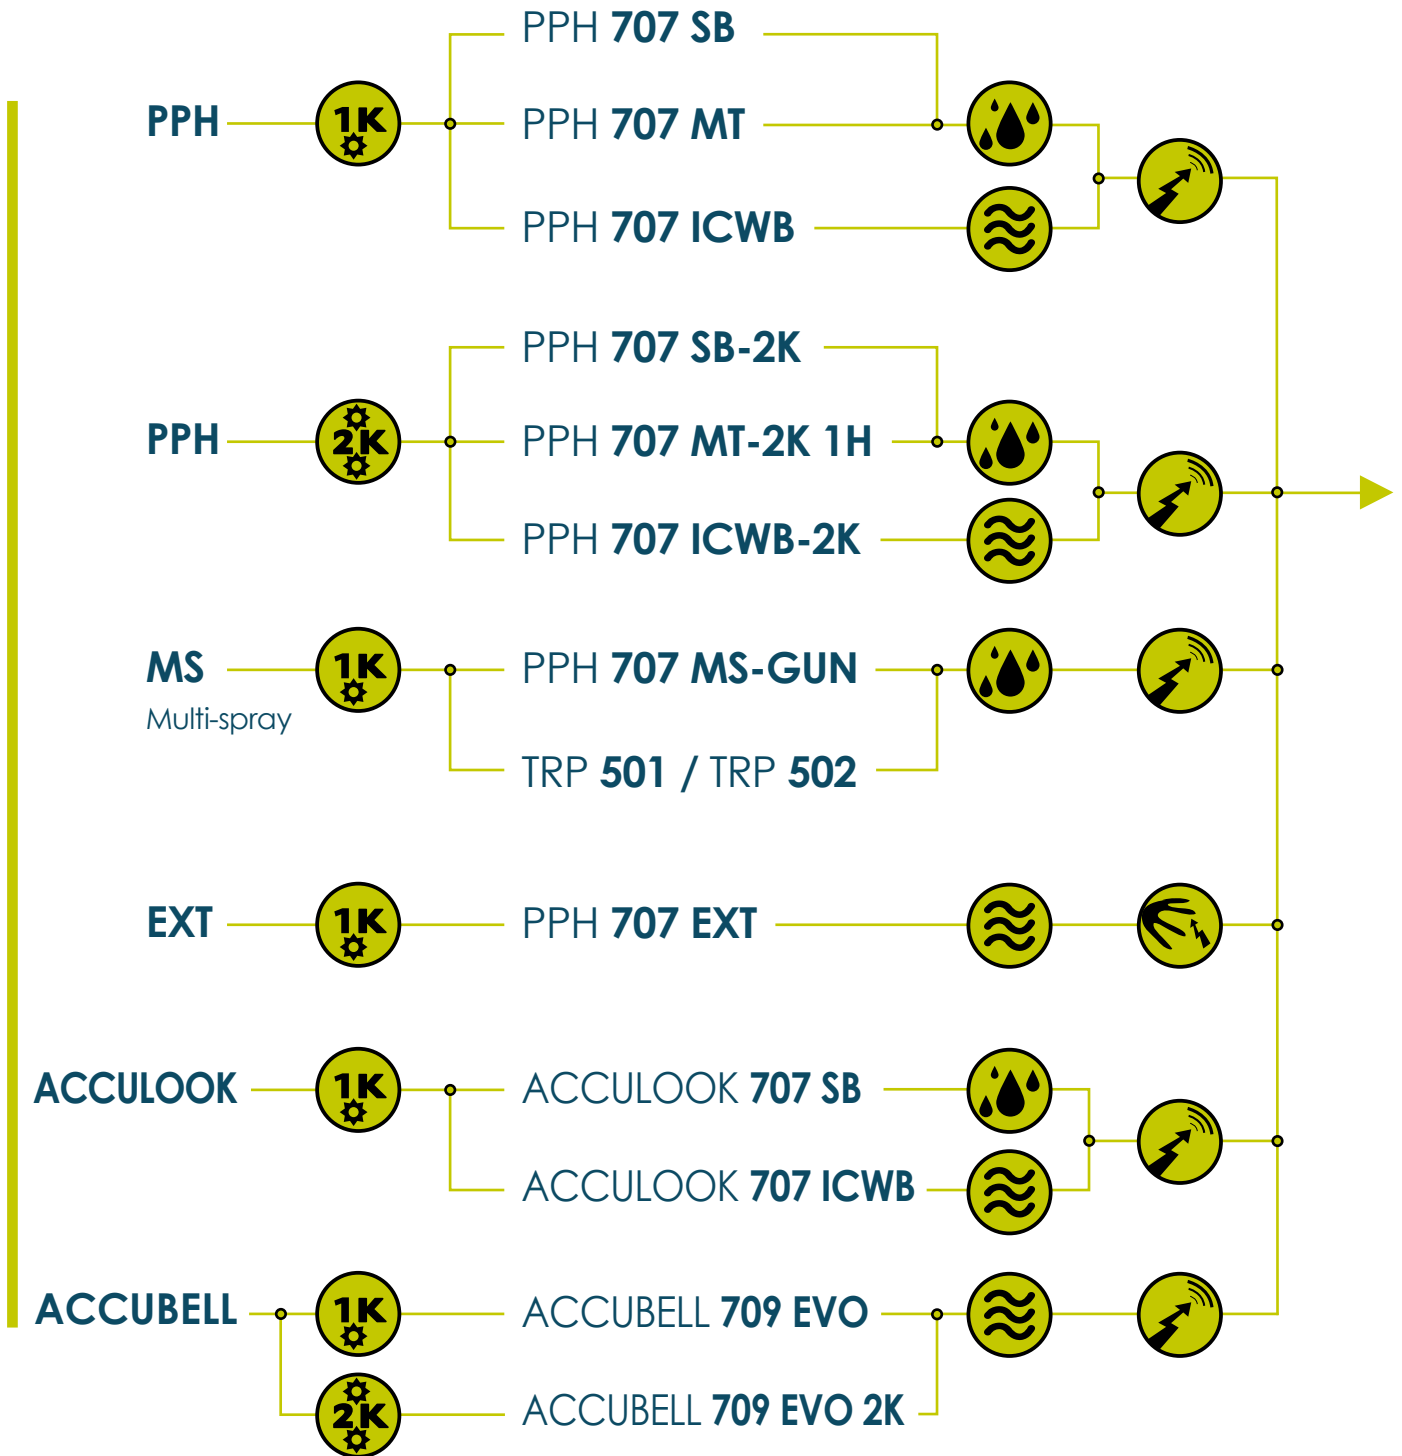 PPH 707 SB
PPH 1K PPH 707 MT
PPH 707 ICWB
PPH 707 SB-2K
PPH 2K PPH 707 MT-2K 1H
PPH 707 ICWB-2K
MS 1K PPH 707 MS-GUN
Multi-spray
TRP 501 / TRP 502
EXT 1K PPH 707 EXT
ACCULOOK 1K ACCULOOK 707 SB
ACCULOOK 707 ICWB
ACCUBELL 1K ACCUBELL 709 EVO
2K ACCUBELL 709 EVO 2K